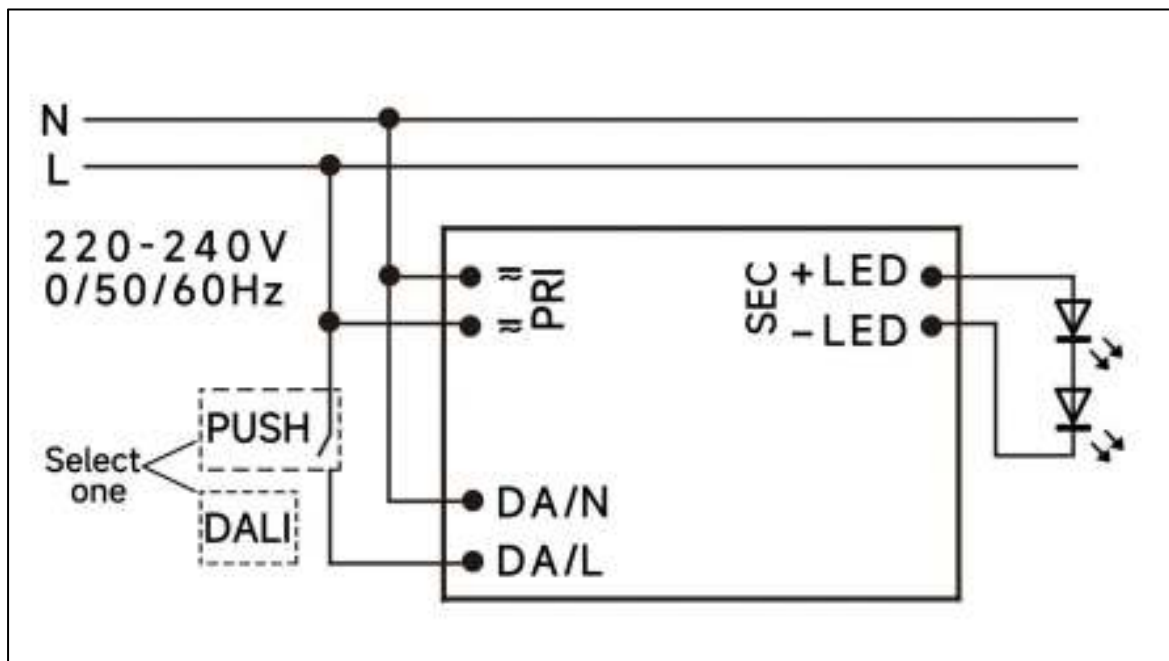 N
L
220-240V
0/50/60Hz
PRI
SEC
+LED
-LED
PUSH
Select
one
DALI
DA/N
DA/L